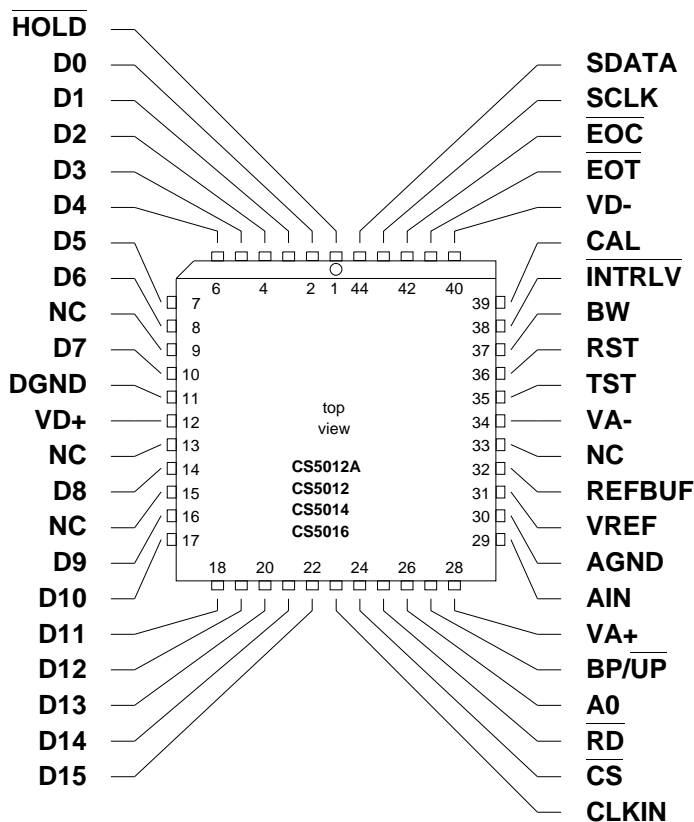 HOLD
D0
D1
D2
D3
D4
D5
D6
NC
D7
DGND
VD+
NC
D8
NC
D9
D10
D11
D12
D13
D14
D15
SDATA
SCLK
EOC
EOT
VD-
CAL
INTRLV
BW
RST
TST
VA-
NC
REFBUF
VREF
AGND
AIN
VA+
BP/UP
A0
RD
CS
CLKIN
6 4 2 1 44 42 40
7
8
9
10
11
12
13
14
15
16
17
39
38
37
36
35
34
33
32
31
30
29
top
view
CS5012A
CS5012
CS5014
CS5016
18 20 22 24 26 28